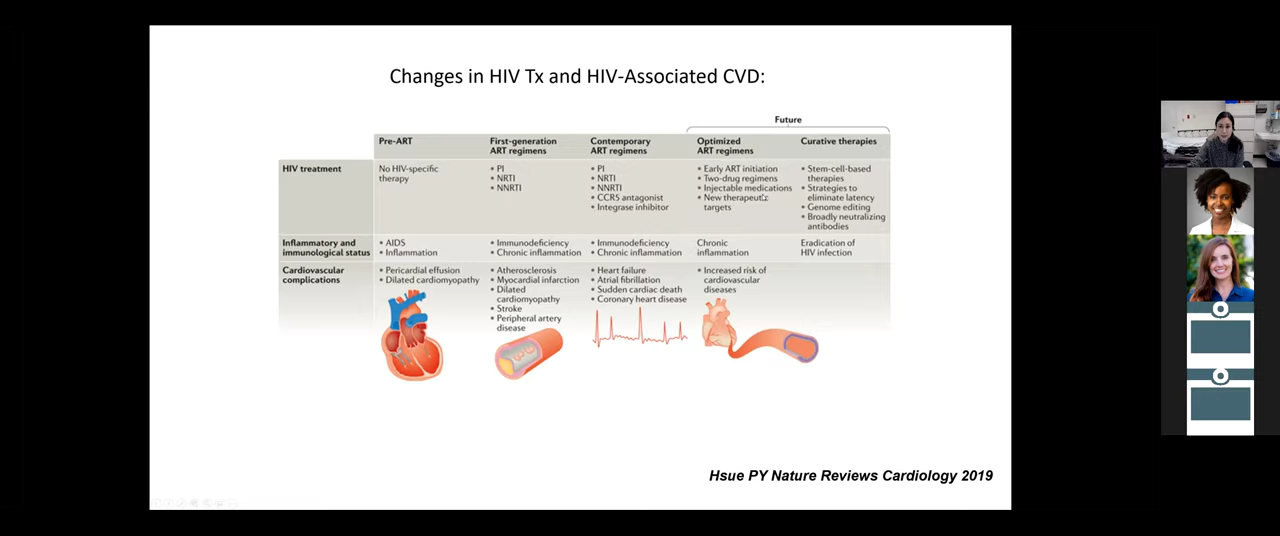 Changes in HIV Tx and HIV-Associated CVD:
Future
Pre-ART
First-generation
ART regimens
Contemporary
ART regimens
Optimized
ART regimens
Curative therapies
HIV treatment
No HIV-specific
therapy
• PI
• NRTI
• NNRTI
• PI
• NRTI
• NNRTI
• CCR5 antagonist
• Integrase inhibitor
• Early ART initiation
• Two-drug regimens
• Injectable medications
• New therapeutic
targets
• Stem-cell-based
therapies
• Strategies to
eliminate latency
• Genome editing
• Broadly neutralizing
antibodies
Inflammatory and
immunological status
• AIDS
• Inflammation
• Immunodeficiency
• Chronic inflammation
• Immunodeficiency
• Chronic inflammation
Chronic
inflammation
Eradication of
HIV infection
Cardiovascular
complications
• Pericardial effusion
• Dilated cardiomyopathy
• Atherosclerosis
• Myocardial infarction
• Dilated
cardiomyopathy
• Stroke
• Peripheral artery
disease
• Heart failure
• Atrial fibrillation
• Sudden cardiac death
• Coronary heart disease
• Increased risk of
cardiovascular
diseases
Hsue PY Nature Reviews Cardiology 2019